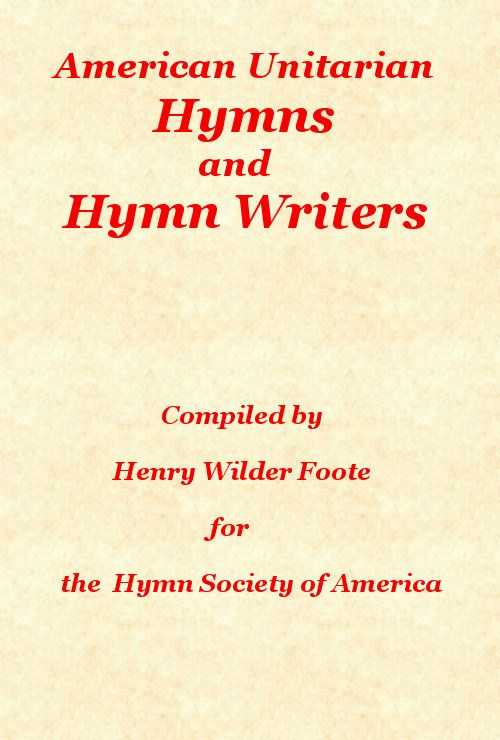 American Unitarian
Hymns
and
Hymn Writers
Compiled by
Henry Wilder Foote
for
the Hymn Society of America